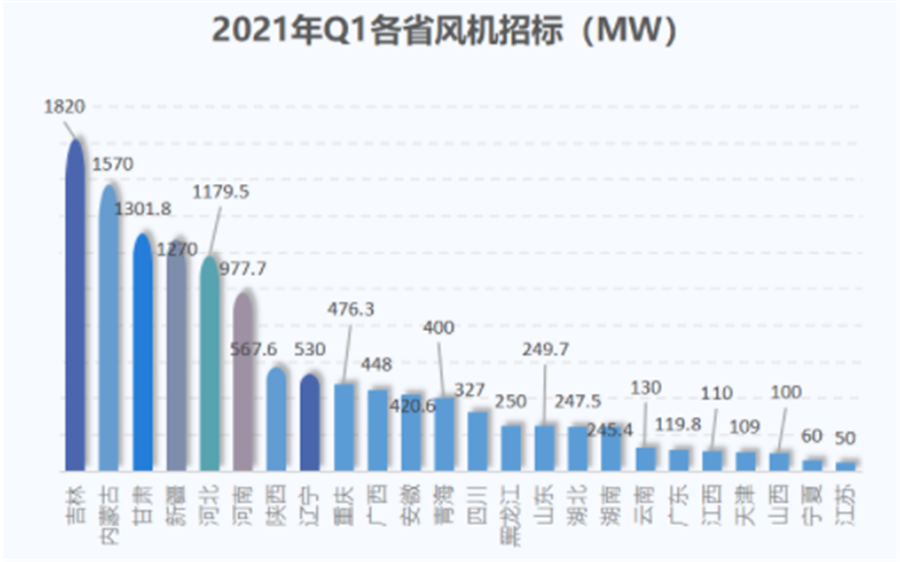 2021年Q1各省风机招标（MW）
1820
1570
1301.8
1270
1179.5
977.7
567.6
530
476.3
448
420.6
400
327
250
249.7
247.5
245.4
130
119.8
110
109
100
60
50
吉林
内蒙古
甘肃
新疆
河北
河南
陕西
辽宁
重庆
广西
安徽
青海
四川
黑龙江
山东
湖北
湖南
云南
广东
江西
天津
山西
宁夏
江苏